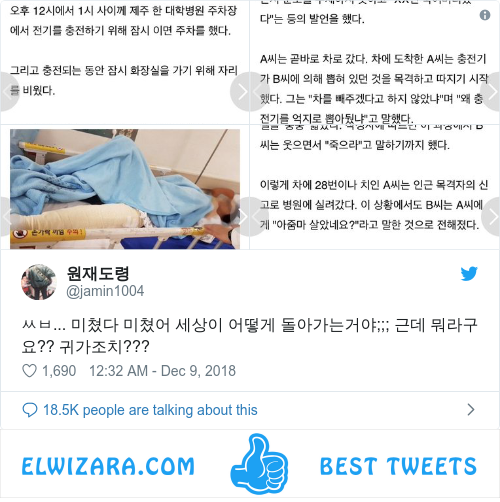 오후 12시에서 1시 사이께 제주 한 대학병원 주차장
에서 전기를 충전하기 위해 잠시 이면 주차를 했다.
그리고 충전되는 동안 잠시 화장실을 가기 위해 자리
를 비웠다.
다"는 등의 발언을 했다.
A씨는 곧바로 차로 갔다. 차에 도착한 A씨는 충전기
가 B씨에 의해 뽑혀 있던 것을 목격하고 따지기 시작
했다. 그는 "차를 빼주겠다고 하지 않았냐"며 "왜 충
전기를 억지로 뽑아뒀냐"고 말했다.
씨는 웃으면서 "죽으라"고 말하기까지 했다.
이렇게 차에 28번이나 치인 A씨는 인근 목격자의 신
고로 병원에 실려갔다. 이 상황에서도 B씨는 A씨에
게 "아줌마 살았네요?"라고 말한 것으로 전해졌다.
원재도령
@jamin1004
ㅆㅂ... 미쳤다 미쳤어 세상이 어떻게 돌아가는거야;;; 근데 뭐라구
요?? 귀가조치???
1,690 12:32 AM - Dec 9, 2018
18.5K people are talking about this
ELWIZARA.COM BEST TWEETS